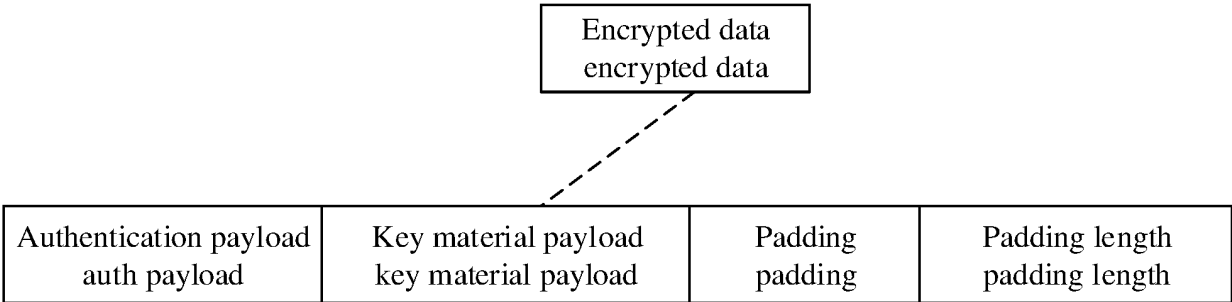 Encrypted data
encrypted data
Authentication payload
auth payload
Key material payload
key material payload
Padding
padding
Padding length
padding length